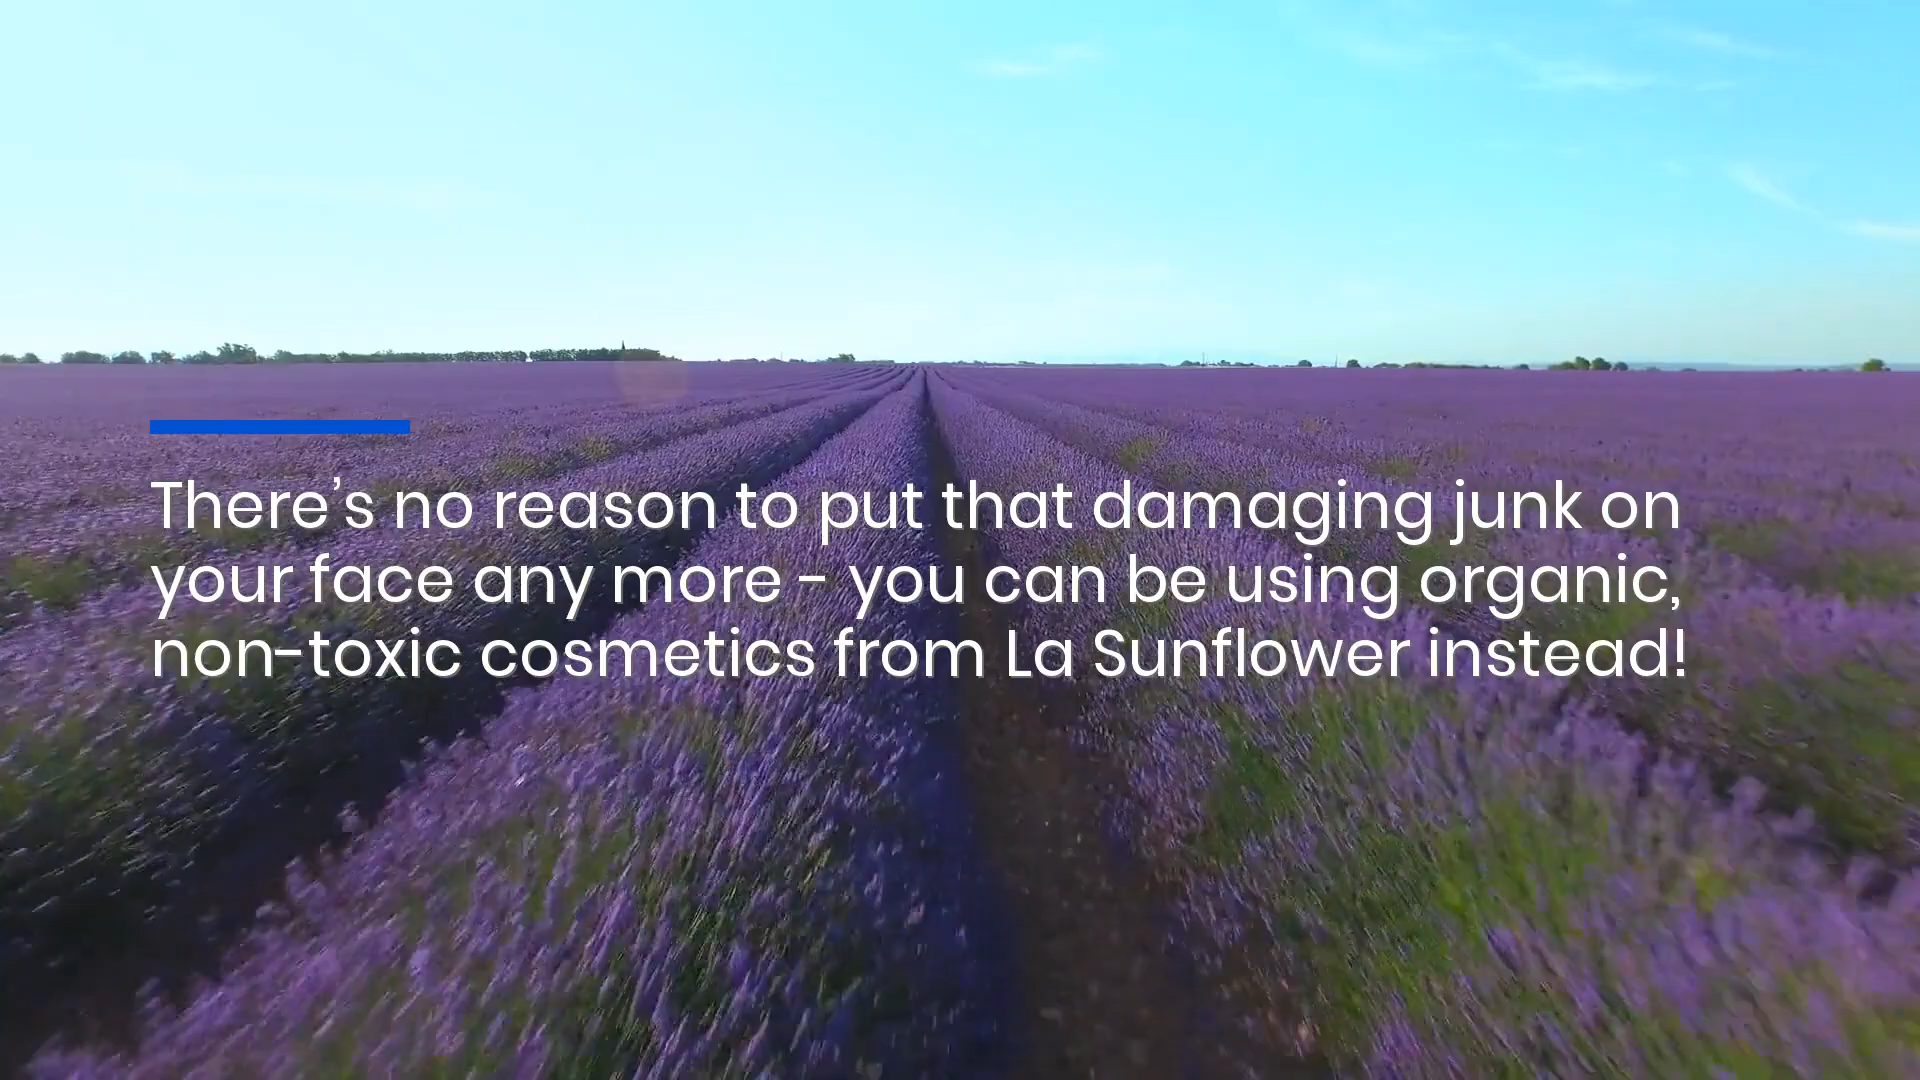 There’s no reason to put that damaging junk on
your face any more - you can be using organic,
non-toxic cosmetics from La Sunflower instead!